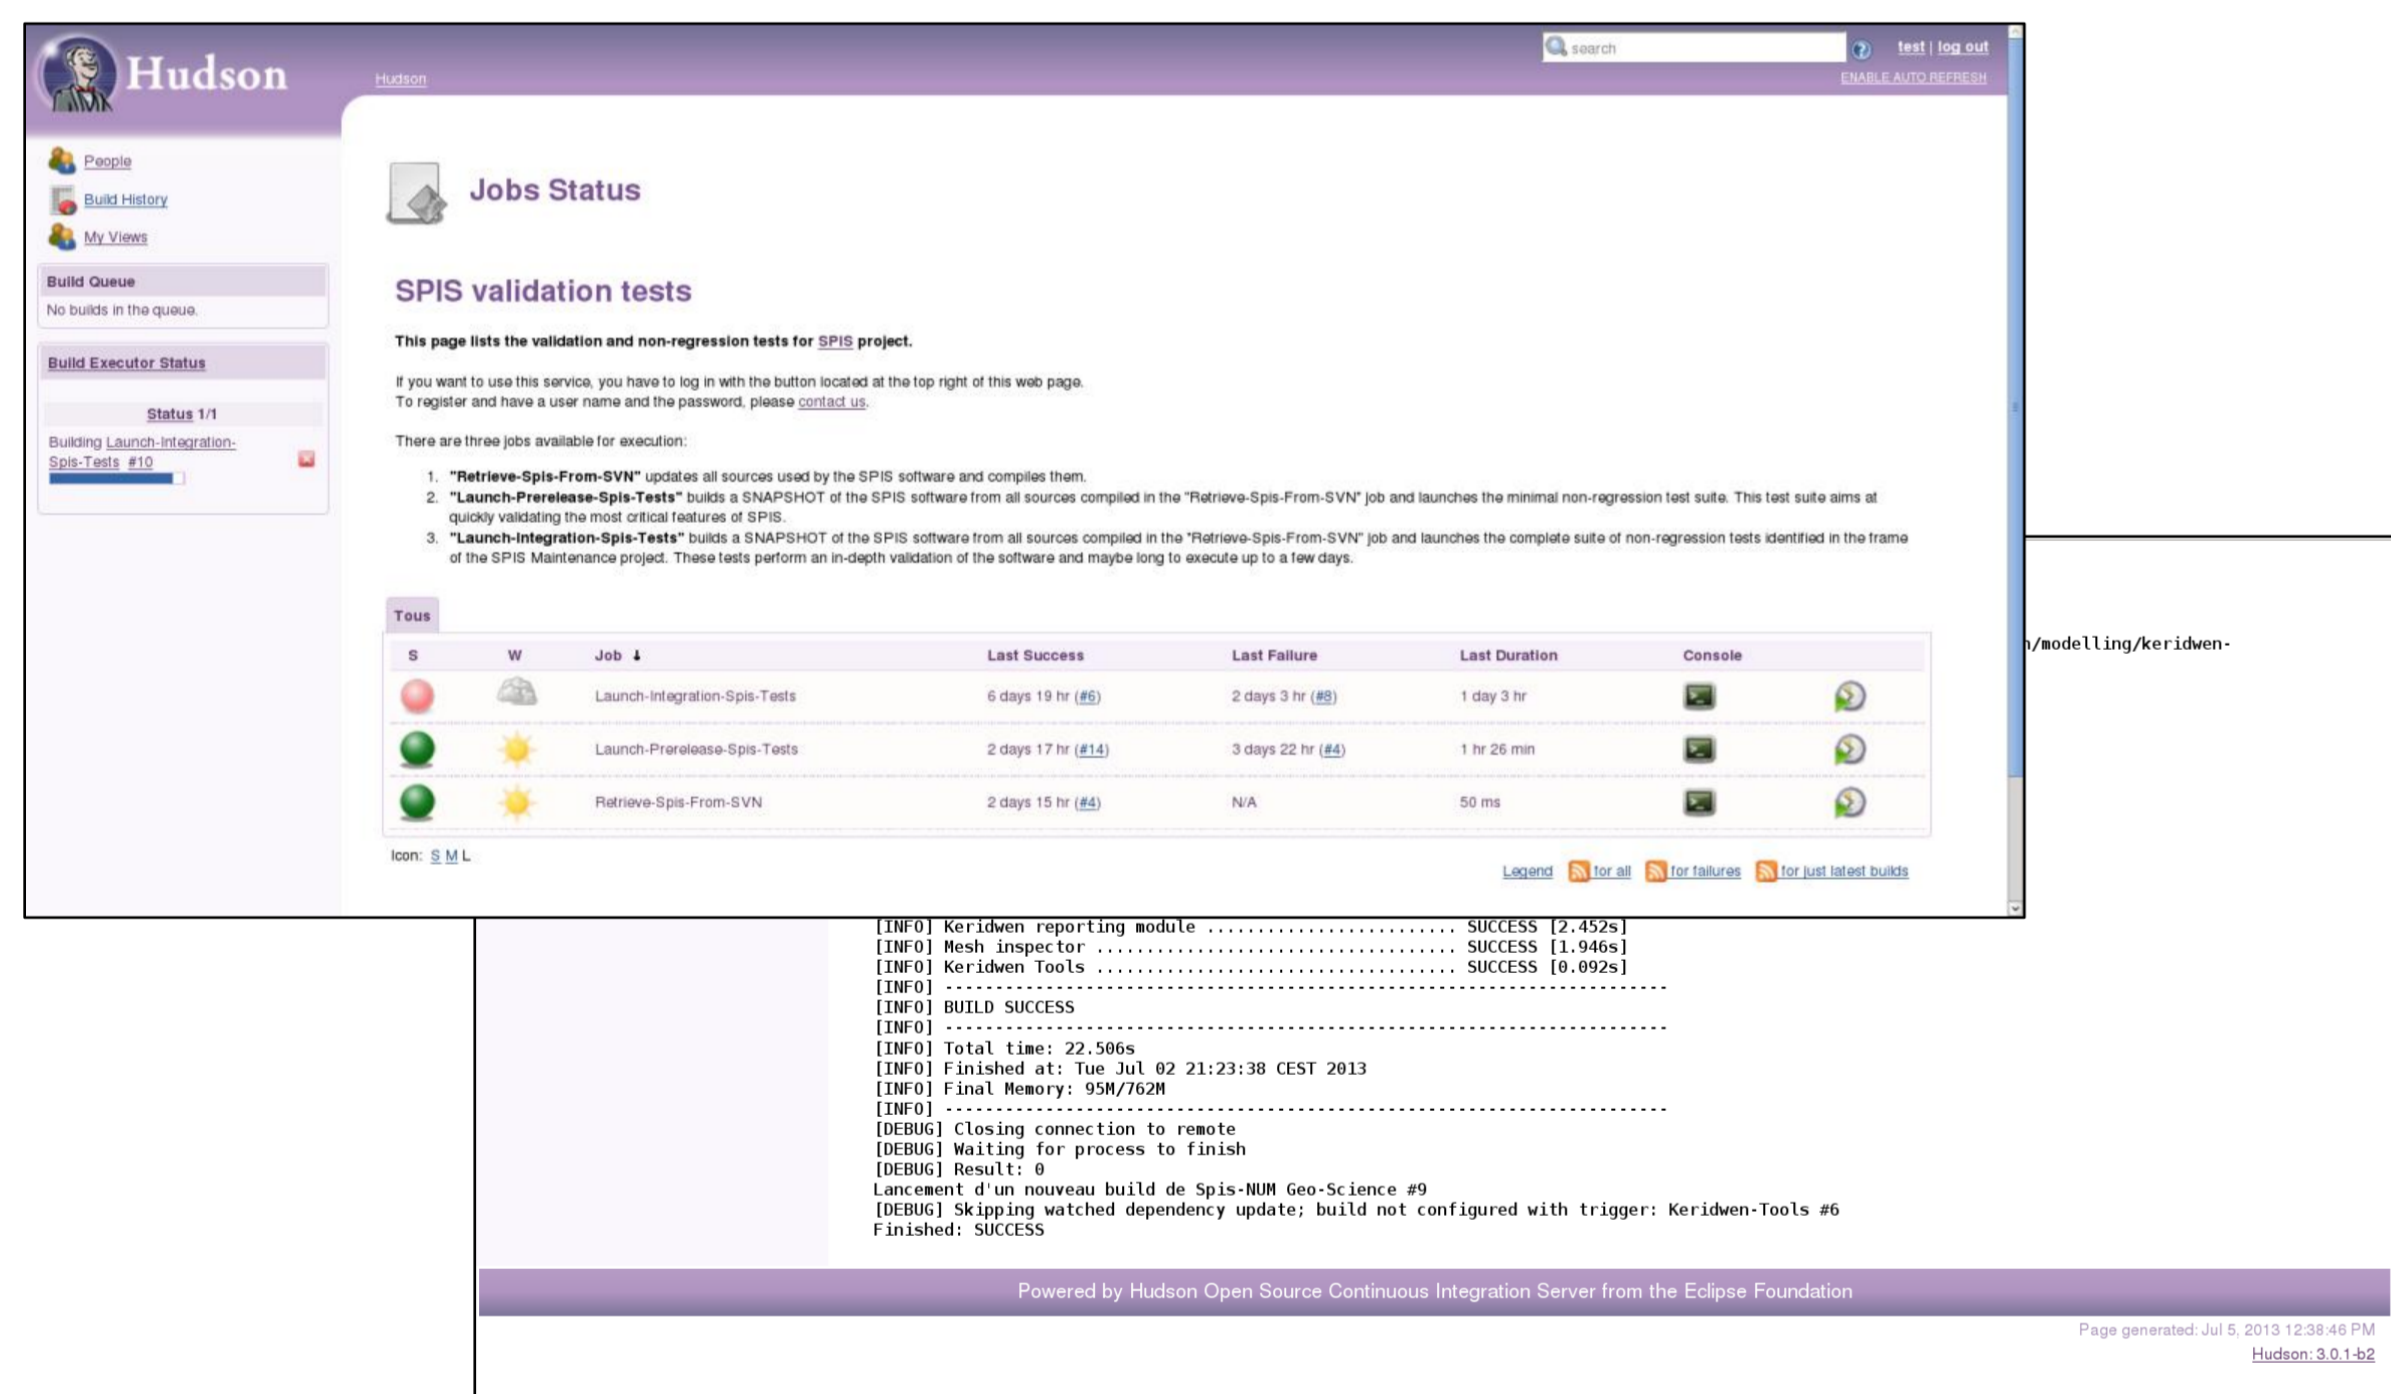 Hudson
Hudson
search
test | log out
ENABLE AUTO REFRESH
People
Build History
My Views
Build Queue
No builds in the queue.
Build Executor Status
Status 1/1
Building Launch-Integration-
Spis-Tests #10
Jobs Status
SPIS validation tests
This page lists the validation and non-regression tests for SPIS project.
If you want to use this service, you have to log in with the button located at the top right of this web page.
To register and have a user name and the password, please contact us.
There are three jobs available for execution:
1. "Retrieve-Spis-From-SVN" updates all sources used by the SPIS software and compiles them.
2. "Launch-Prerelease-Spis-Tests" builds a SNAPSHOT of the SPIS software from all sources compiled in the "Retrieve-Spis-From-SVN" job and launches the minimal non-regression test suite. This test suite aims at
quickly validating the most critical features of SPIS.
3. "Launch-Integration-Spis-Tests" builds a SNAPSHOT of the SPIS software from all sources compiled in the "Retrieve-Spis-From-SVN" job and launches the complete suite of non-regression tests identified in the frame
of the SPIS Maintenance project. These tests perform an in-depth validation of the software and maybe long to execute up to a few days.
Tous
S W Job ↓ Last Success Last Failure Last Duration Console
Launch-Integration-Spis-Tests 6 days 19 hr (#6) 2 days 3 hr (#8) 1 day 3 hr
Launch-Prerelease-Spis-Tests 2 days 17 hr (#14) 3 days 22 hr (#4) 1 hr 26 min
Retrieve-Spis-From-SVN 2 days 15 hr (#4) N/A 50 ms
Icon: S M L
Legend for all for failures for just latest builds
/modelling/keridwen-
[INFO] Keridwen reporting module ......................... SUCCESS [2.452s]
[INFO] Mesh inspector .................................... SUCCESS [1.946s]
[INFO] Keridwen Tools .................................... SUCCESS [0.092s]
[INFO] ------------------------------------------------------------------------
[INFO] BUILD SUCCESS
[INFO] ------------------------------------------------------------------------
[INFO] Total time: 22.506s
[INFO] Finished at: Tue Jul 02 21:23:38 CEST 2013
[INFO] Final Memory: 95M/762M
[INFO] ------------------------------------------------------------------------
[DEBUG] Closing connection to remote
[DEBUG] Waiting for process to finish
[DEBUG] Result: 0
Lancement d'un nouveau build de Spis-NUM Geo-Science #9
[DEBUG] Skipping watched dependency update; build not configured with trigger: Keridwen-Tools #6
Finished: SUCCESS
Powered by Hudson Open Source Continuous Integration Server from the Eclipse Foundation
Page generated: Jul 5, 2013 12:38:46 PM
Hudson: 3.0.1-b2